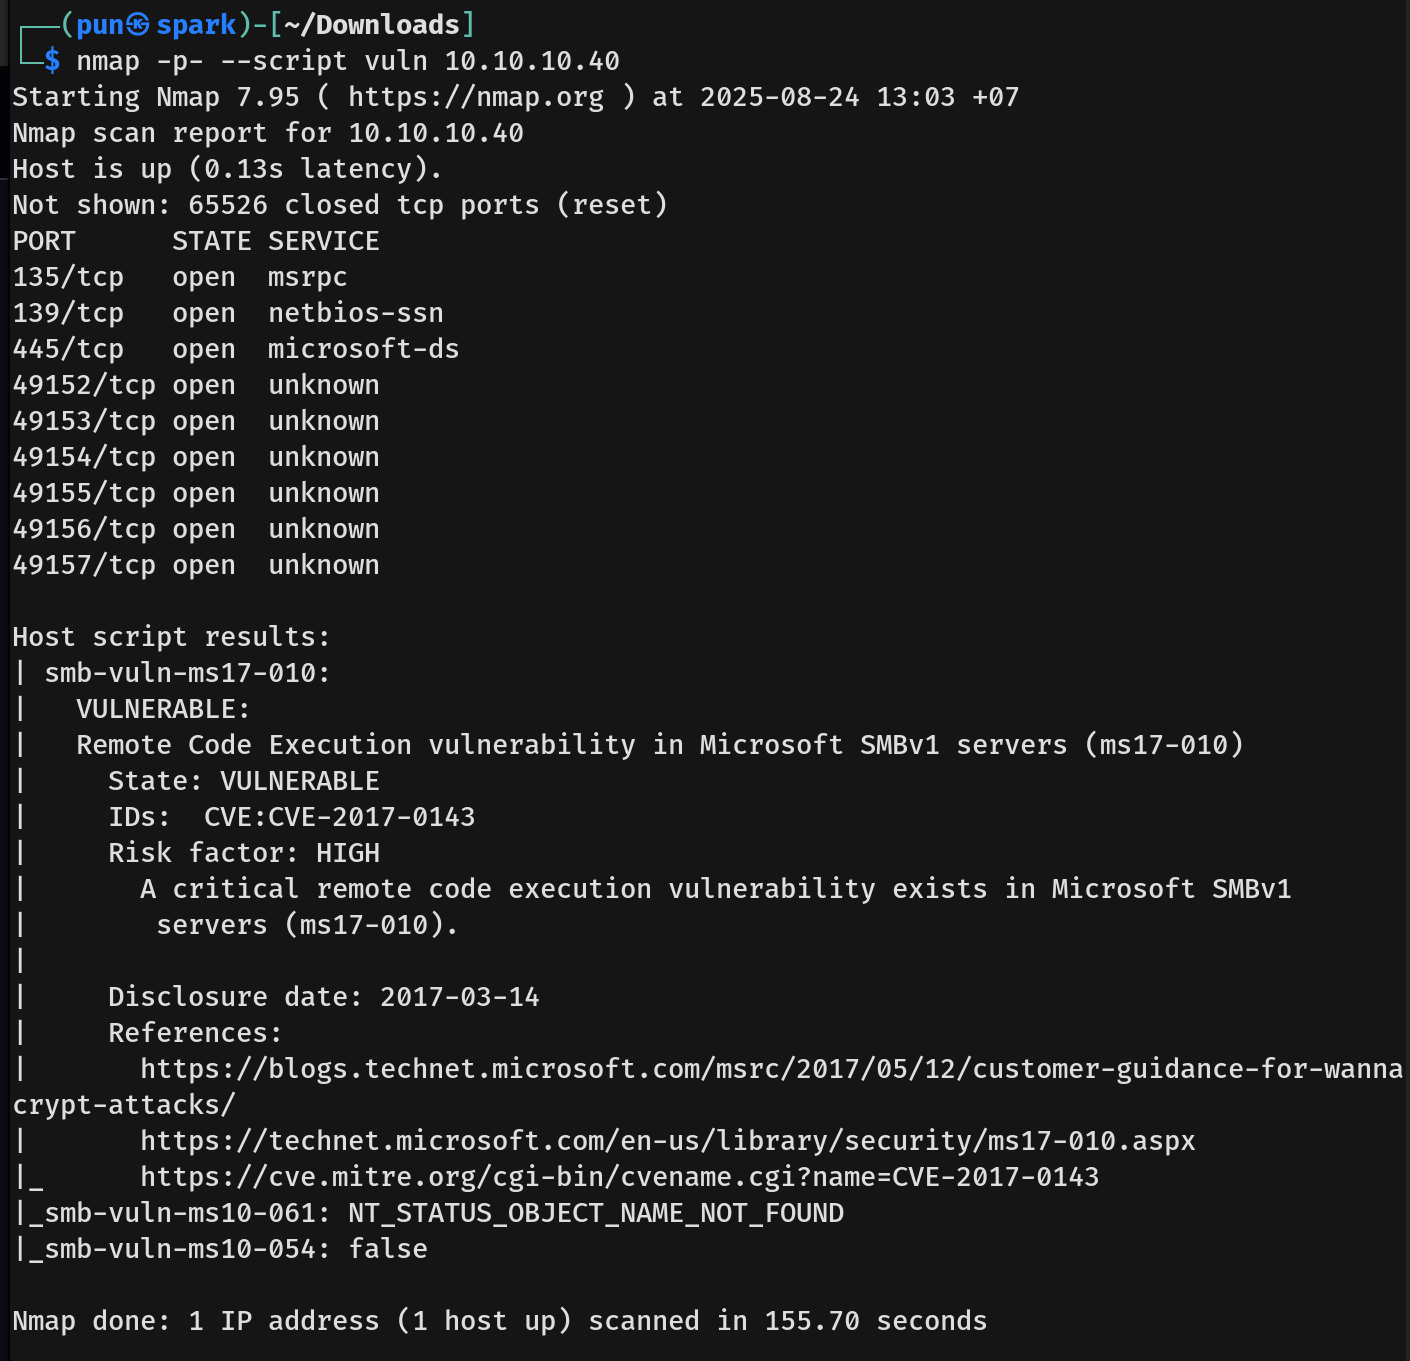 ┌──(pun㉿spark)-[~/Downloads]
└─$ nmap -p- --script vuln 10.10.10.40
Starting Nmap 7.95 ( https://nmap.org ) at 2025-08-24 13:03 +07
Nmap scan report for 10.10.10.40
Host is up (0.13s latency).
Not shown: 65526 closed tcp ports (reset)
PORT      STATE SERVICE
135/tcp   open  msrpc
139/tcp   open  netbios-ssn
445/tcp   open  microsoft-ds
49152/tcp open  unknown
49153/tcp open  unknown
49154/tcp open  unknown
49155/tcp open  unknown
49156/tcp open  unknown
49157/tcp open  unknown

Host script results:
| smb-vuln-ms17-010:
|   VULNERABLE:
|   Remote Code Execution vulnerability in Microsoft SMBv1 servers (ms17-010)
|     State: VULNERABLE
|     IDs:  CVE:CVE-2017-0143
|     Risk factor: HIGH
|       A critical remote code execution vulnerability exists in Microsoft SMBv1
|        servers (ms17-010).
|
|     Disclosure date: 2017-03-14
|     References:
|       https://blogs.technet.microsoft.com/msrc/2017/05/12/customer-guidance-for-wanna
crypt-attacks/
|       https://technet.microsoft.com/en-us/library/security/ms17-010.aspx
|_      https://cve.mitre.org/cgi-bin/cvename.cgi?name=CVE-2017-0143
|_smb-vuln-ms10-061: NT_STATUS_OBJECT_NAME_NOT_FOUND
|_smb-vuln-ms10-054: false

Nmap done: 1 IP address (1 host up) scanned in 155.70 seconds